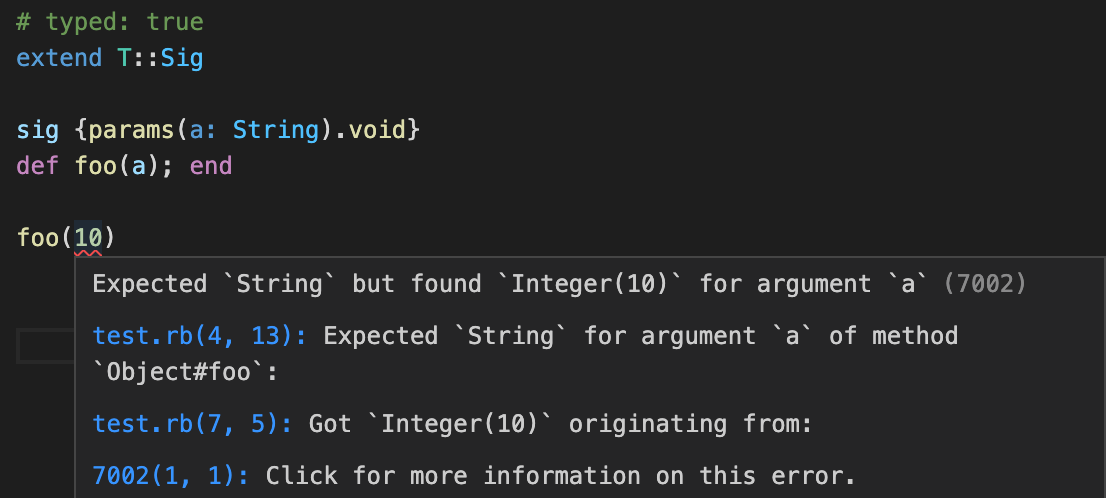 # typed: true
extend T::Sig
sig {params(a: String).void}
def foo(a); end
foo(10)
Expected `String` but found `Integer(10)` for argument `a` (7002)
test.rb(4, 13): Expected `String` for argument `a` of method
`Object#foo`:
test.rb(7, 5): Got `Integer(10)` originating from:
7002(1, 1): Click for more information on this error.